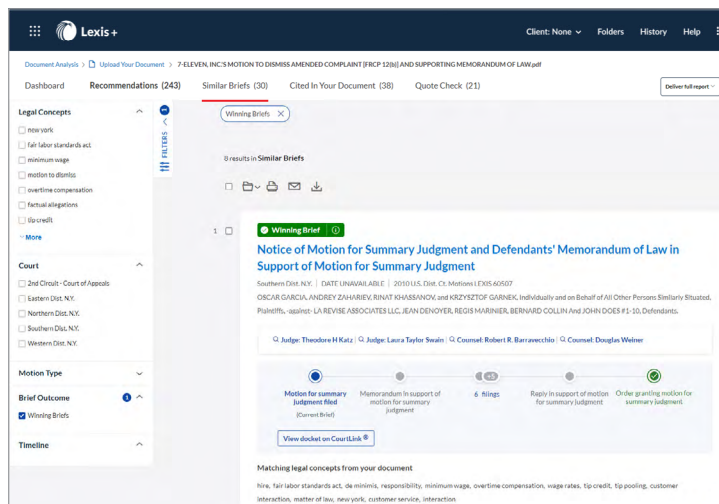 Lexis+
Client: None
Folders
History
Help
Document Analysis > Upload Your Document > 7-ELEVEN, INC.'S MOTION TO DISMISS AMENDED COMPLAINT [FRCP 12(b)] AND SUPPORTING MEMORANDUM OF LAW.pdf
Dashboard
Recommendations (243)
Similar Briefs (30)
Cited In Your Document (38)
Quote Check (21)
Deliver full report
Legal Concepts
new york
fair labor standards act
minimum wage
motion to dismiss
overtime compensation
factual allegations
tip credit
More
Court
2nd Circuit - Court of Appeals
Eastern Dist. N.Y.
Northern Dist. N.Y.
Southern Dist. N.Y.
Western Dist. N.Y.
Motion Type
Brief Outcome 1
Winning Briefs
Timeline
1
FILTERS
Winning Briefs X
8 results in Similar Briefs
1
Winning Brief
Notice of Motion for Summary Judgment and Defendants' Memorandum of Law in
Support of Motion for Summary Judgment
Southern Dist. N.Y. | DATE UNAVAILABLE | 2010 U.S. Dist. Ct. Motions LEXIS 60507
OSCAR GARCIA, ANDREY ZAHARIEV, RINAT KHASSANOV, and KRZYSZTOF GARNEK, Individually and on Behalf of All Other Persons Similarly Situated,
Plaintiffs, -against- LA REVISE ASSOCIATES LLC, JEAN DENOYER, REGIS MARINIER, BERNARD COLLIN And JOHN DOES #1-10, Defendants.
Judge: Theodore H Katz | Judge: Laura Taylor Swain | Counsel: Robert R. Barravecchio | Counsel: Douglas Weiner
+5
Motion for summary
judgment filed
(Current Brief)
Memorandum in support of
motion for summary
judgment
6 filings
Reply in support of motion
for summary judgment
Order granting motion for
summary judgment
View docket on CourtLink ®
Matching legal concepts from your document
hire, fair labor standards act, de minimis, responsibility, minimum wage, overtime compensation, wage rates, tip credit, tip pooling, customer
interaction, matter of law, new york, customer service, interaction